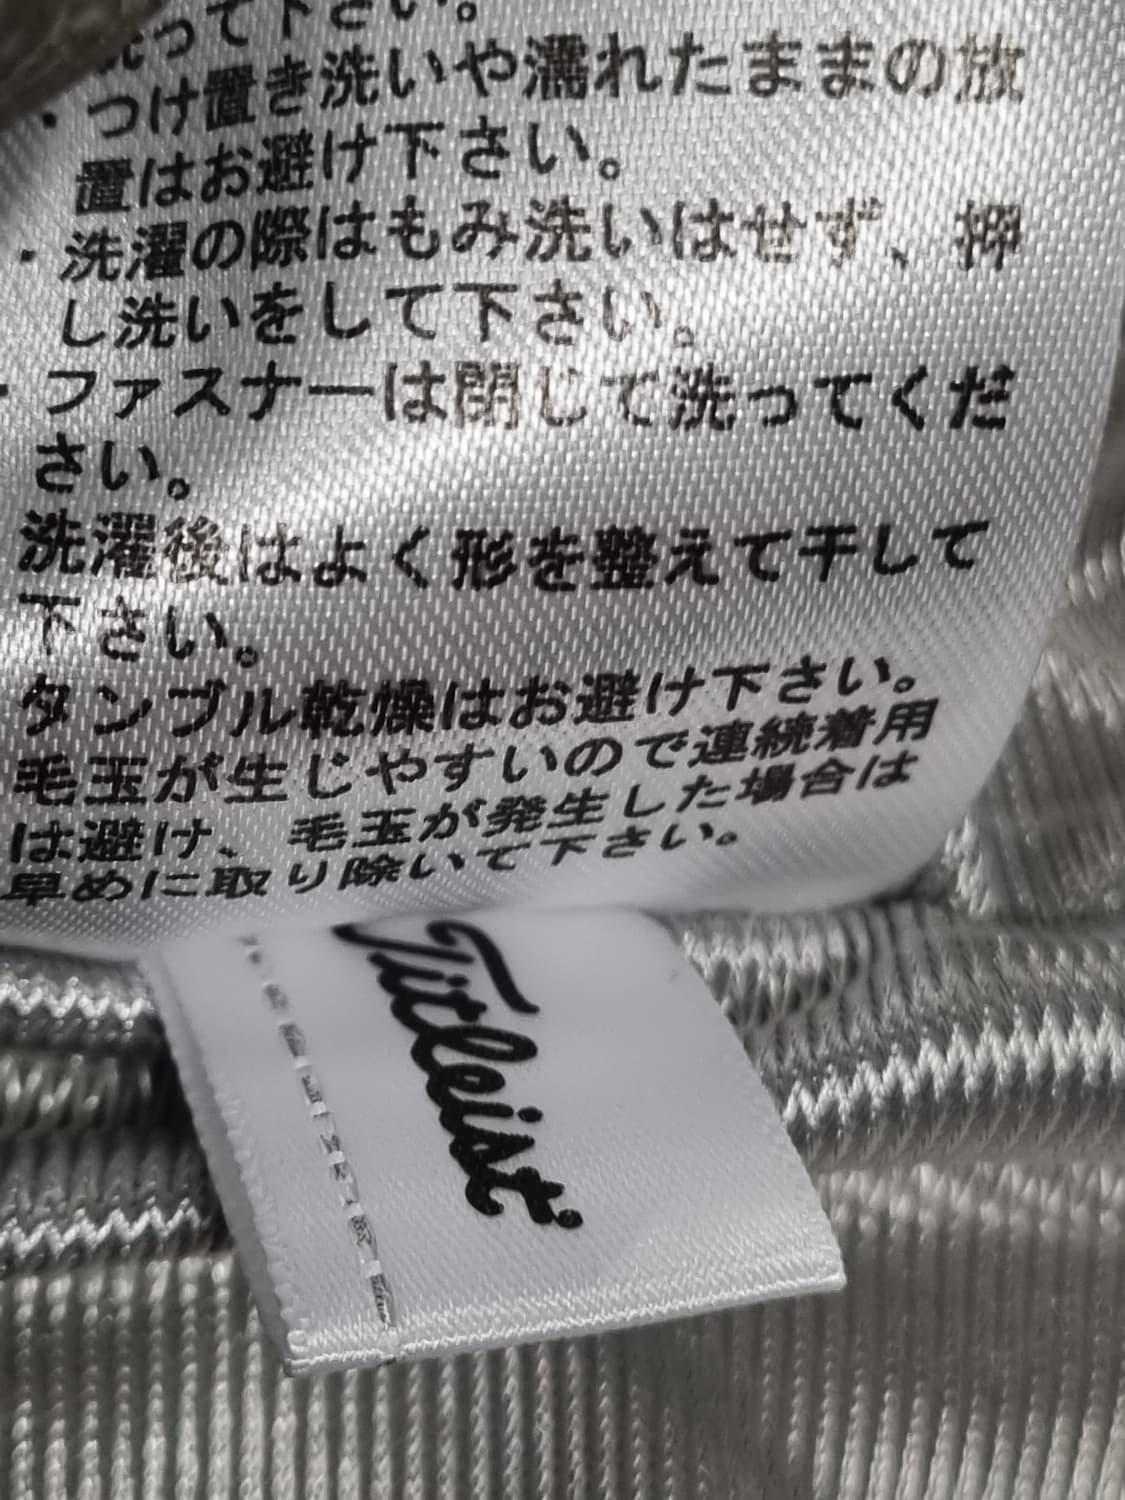 洗って下さい。
・つけ置き洗いや濡れたままの放
置はお避け下さい。
・洗濯の際はもみ洗いはせず、押
し洗いをして下さい。
・ファスナーは閉じて洗ってくだ
さい。
洗濯後はよく形を整えて干して
下さい。
タンブル乾燥はお避け下さい。
毛玉が生じやすいので連続着用
は避け、毛玉が発生した場合は
早めに取り除いて下さい。
Titleist